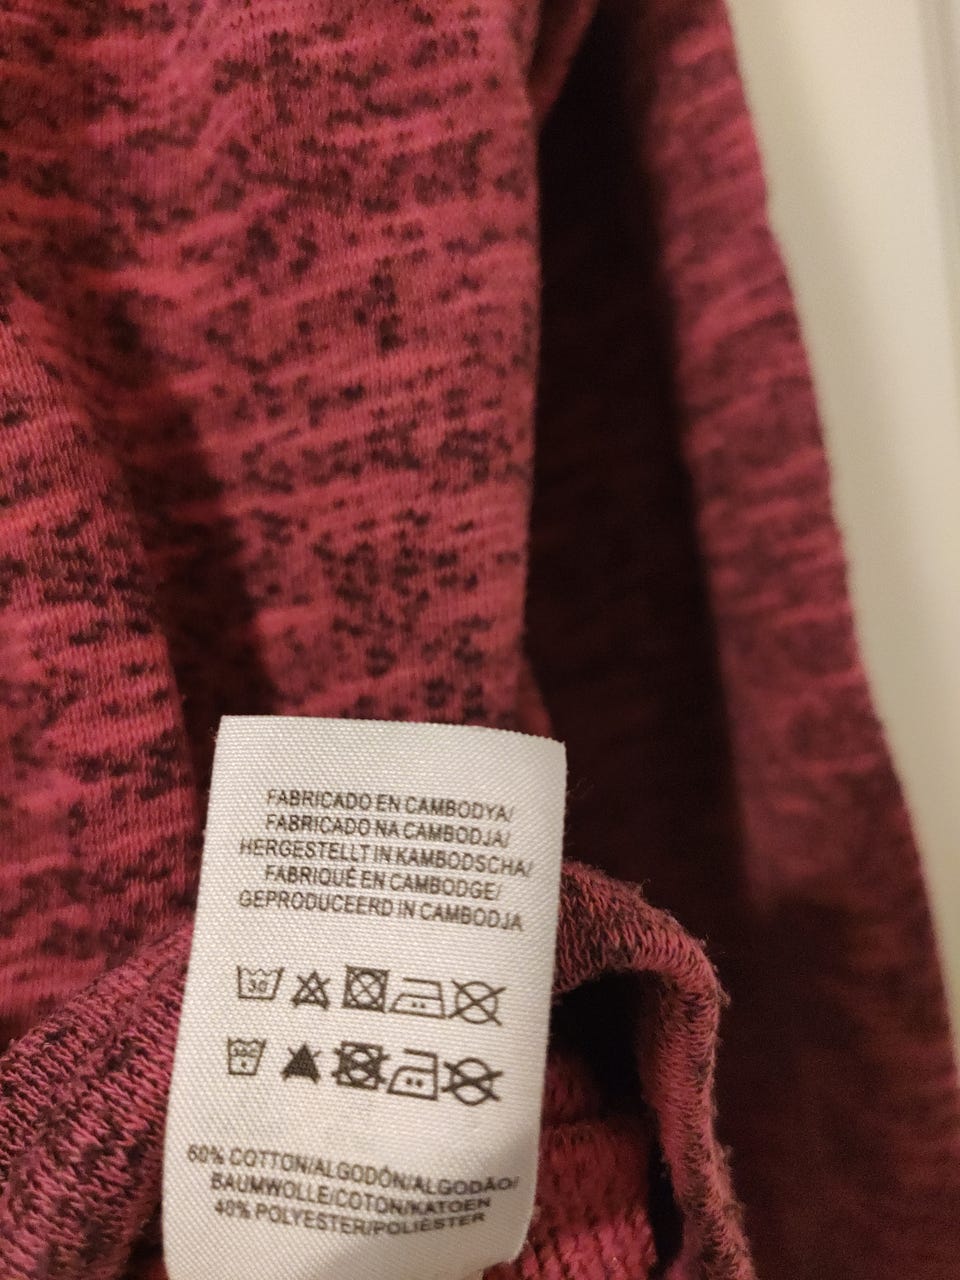 FABRICADO EN CAMBODYA/
FABRICADO NA CAMBODJA/
HERGESTELLT IN KAMBODSCHA/
FABRIQUÉ EN CAMBODGE/
GEPRODUCEERD IN CAMBODJA
30
60% COTTON/ALGODÓN/ALGODÃO/
BAUMWOLLE/COTON/KATOEN
40% POLYESTER/POLIÉSTER